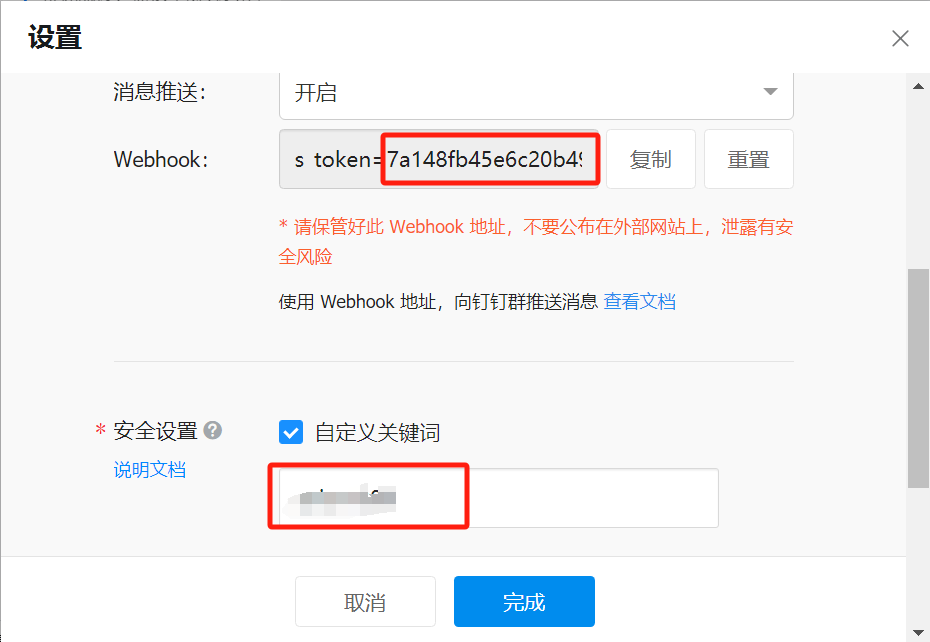 设置
消息推送：
开启
Webhook：
s_token=7a148fb45e6c20b49
复制
重置
* 请保管好此 Webhook 地址，不要公布在外部网站上，泄露有安
全风险
使用 Webhook 地址，向钉钉群推送消息 查看文档
* 安全设置
自定义关键词
说明文档
取消
完成